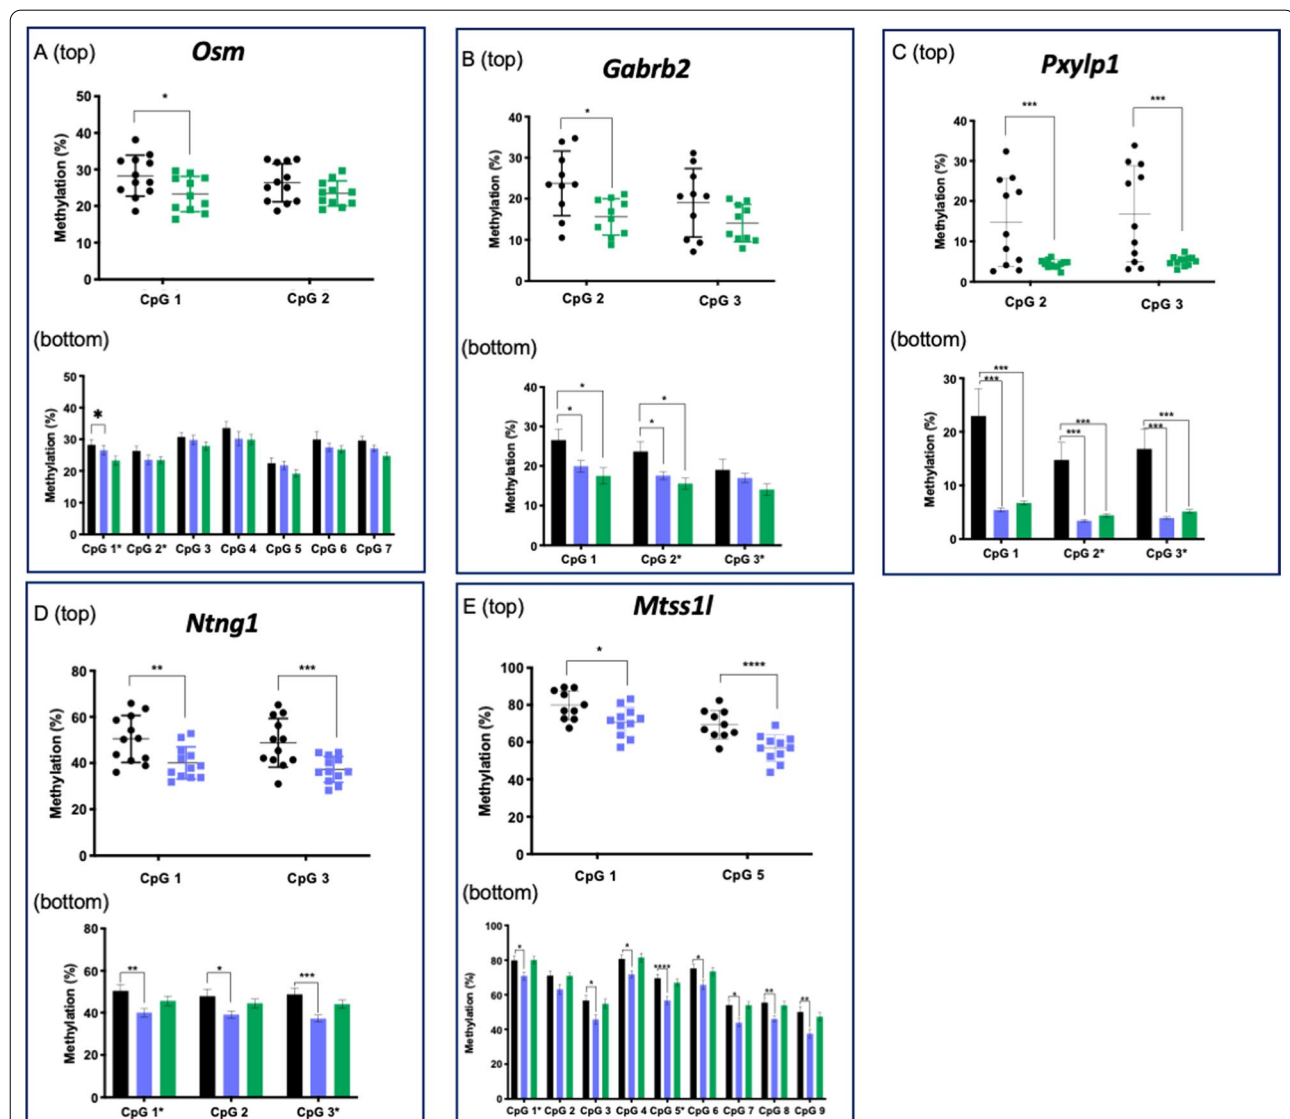 A (top)
Osm
*
Methylation (%)
50
40
30
20
10
0
CpG 1
CpG 2
(bottom)
*
Methylation (%)
50
40
30
20
10
0
CpG 1* CpG 2* CpG 3 CpG 4 CpG 5 CpG 6 CpG 7
B (top)
Gabrb2
*
Methylation (%)
40
30
20
10
0
CpG 2
CpG 3
(bottom)
*
*
*
*
Methylation (%)
40
30
20
10
0
CpG 1
CpG 2*
CpG 3*
C (top)
Pxylp1
***
***
Methylation (%)
40
30
20
10
0
CpG 2
CpG 3
(bottom)
***
***
***
***
***
***
Methylation (%)
30
20
10
0
CpG 1
CpG 2*
CpG 3*
D (top)
Ntng1
**
***
Methylation (%)
80
60
40
20
0
CpG 1
CpG 3
(bottom)
**
*
***
Methylation (%)
80
60
40
20
0
CpG 1*
CpG 2
CpG 3*
E (top)
Mtss1l
*
****
Methylation (%)
100
80
60
40
20
0
CpG 1
CpG 5
(bottom)
*
*
*
****
*
*
**
**
Methylation (%)
100
80
60
40
20
0
CpG 1* CpG 2 CpG 3 CpG 4 CpG 5* CpG 6 CpG 7 CpG 8 CpG 9